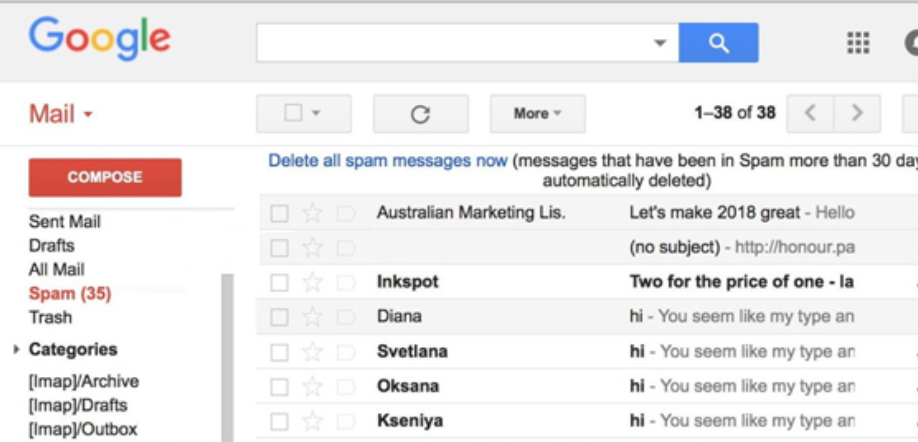 Google
Mail
More
1–38 of 38
COMPOSE
Sent Mail
Drafts
All Mail
Spam (35)
Trash
Categories
[Imap]/Archive
[Imap]/Drafts
[Imap]/Outbox
Delete all spam messages now (messages that have been in Spam more than 30 day
automatically deleted)
Australian Marketing Lis. Let's make 2018 great - Hello
(no subject) - http://honour.pa
Inkspot Two for the price of one - la
Diana hi - You seem like my type an
Svetlana hi - You seem like my type an
Oksana hi - You seem like my type an
Kseniya hi - You seem like my type an